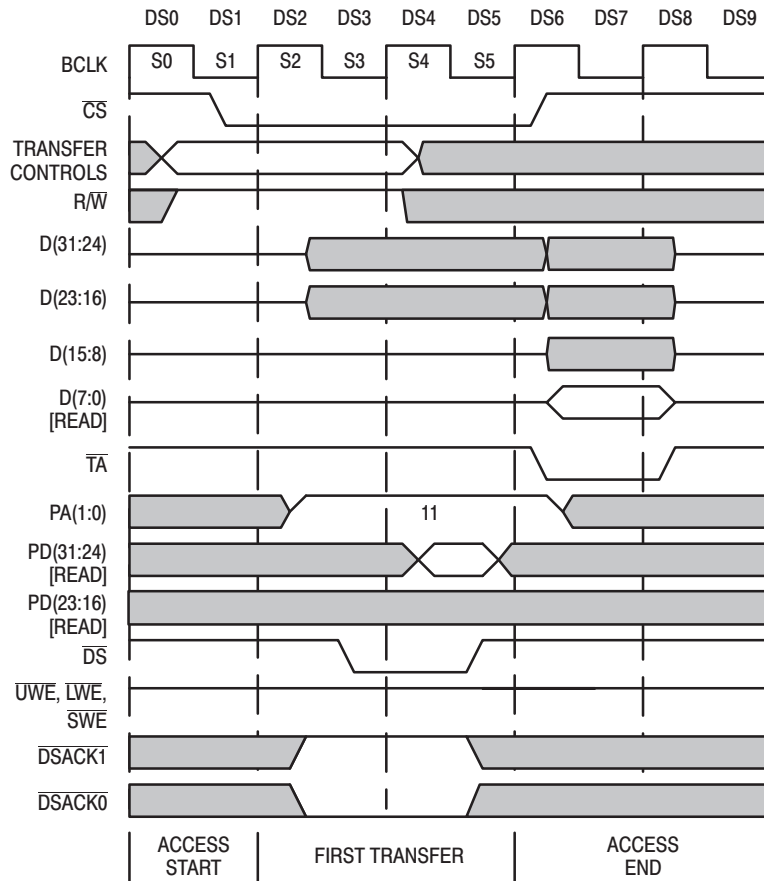 DS0 DS1 DS2 DS3 DS4 DS5 DS6 DS7 DS8 DS9
BCLK S0 S1 S2 S3 S4 S5
CS
TRANSFER
CONTROLS
R/W
D(31:24)
D(23:16)
D(15:8)
D(7:0)
[READ]
TA
PA(1:0) 11
PD(31:24)
[READ]
PD(23:16)
[READ]
DS
UWE, LWE,
SWE
DSACK1
DSACK0
ACCESS
START
FIRST TRANSFER
ACCESS
END